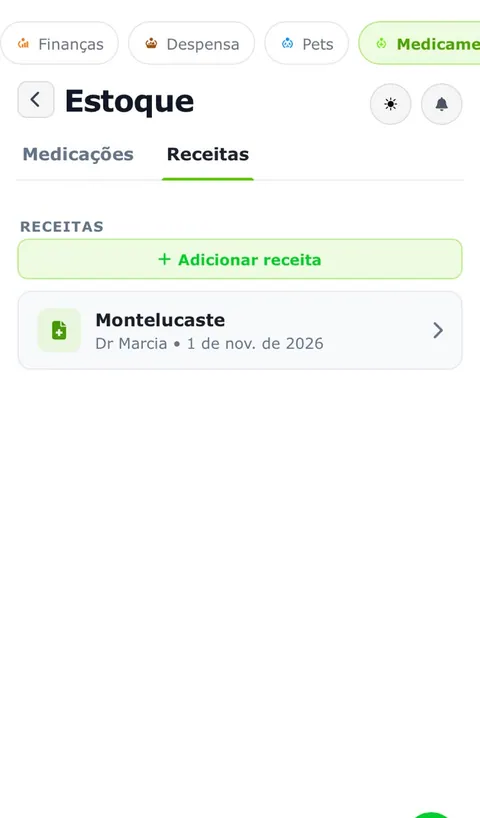 Finanças
Despensa
Pets
Medicame
Estoque
Medicações
Receitas
RECEITAS
+ Adicionar receita
Montelucaste
Dr Marcia • 1 de nov. de 2026